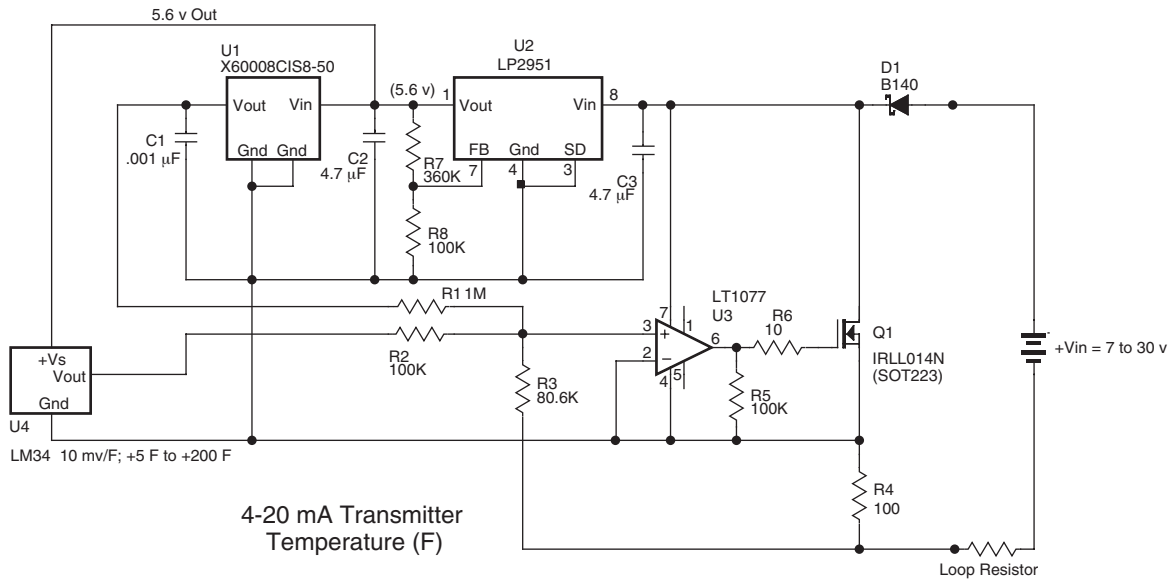 5.6 v Out
U1
X60008CIS8-50
Vout
Vin
Gnd
Gnd
C1
.001 µF
C2
4.7 µF
(5.6 v)
1
U2
LP2951
Vout
Vin
8
FB
Gnd
SD
7
4
3
R7
360K
R8
100K
C3
4.7 µF
D1
B140
R1 1M
R2
100K
R3
80.6K
+Vs
Vout
Gnd
U4
LM34 10 mv/F; +5 F to +200 F
LT1077
U3
7
1
3
+
2
−
6
4
5
R6
10
R5
100K
Q1
IRLL014N
(SOT223)
+Vin = 7 to 30 v
R4
100
Loop Resistor
4-20 mA Transmitter
Temperature (F)